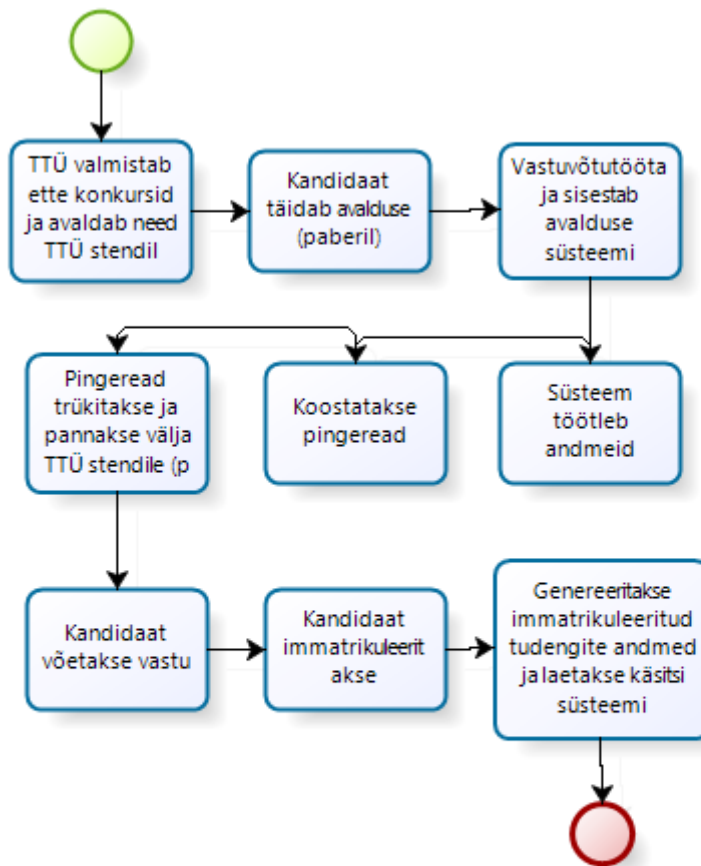 TTÜ valmistab
ette konkursid
ja avaldab need
TTÜ stendil
Kandidaat
täidab avalduse
(paberil)
Vastuvõtutööta
ja sisestab
avalduse
süsteemi
Pingeread
trükitakse ja
pannakse välja
TTÜ stendile (p
Koostatakse
pingeread
Süsteem
töötleb
andmeid
Kandidaat
võetakse vastu
Kandidaat
immatrikuleerit
akse
Genereeritakse
immatrikuleeritud
tudengite andmed
ja laetakse käsitsi
süsteemi